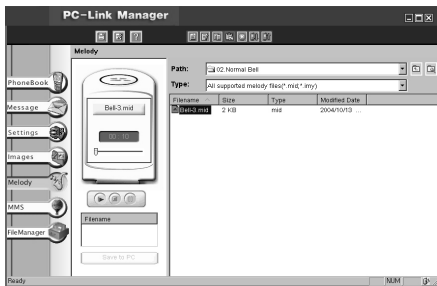 PC-Link Manager
Melody
PhoneBook
Message
Settings
Images
Melody
MMS
FileManager
Bell-3.mid
00 : 10
Filename
Save to PC
Path: 02.Normal Bell
Type: All supported melody files(*.mid,*.imy)
Filename Size Type Modified Date
Bell-3.mid 2 KB mid 2004/10/13 ...
Ready NUM